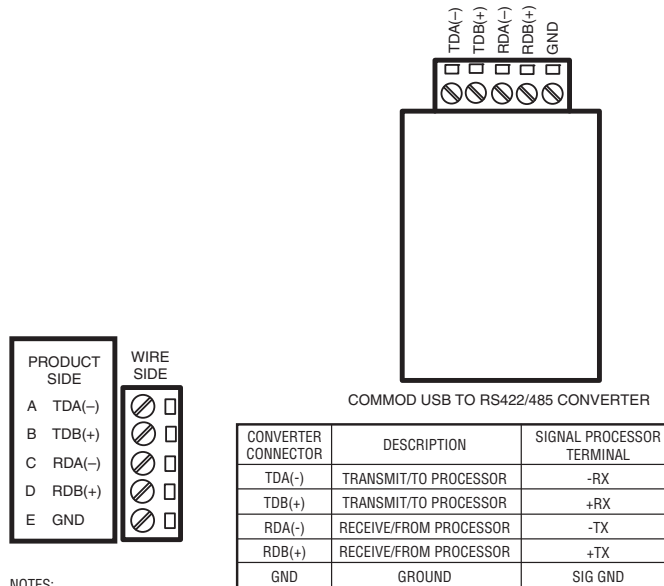 TDA(–)
TDB(+)
RDA(–)
RDB(+)
GND
COMMOD USB TO RS422/485 CONVERTER
PRODUCT SIDE
WIRE SIDE
A TDA(–)
B TDB(+)
C RDA(–)
D RDB(+)
E GND
CONVERTER CONNECTOR DESCRIPTION SIGNAL PROCESSOR TERMINAL
TDA(-) TRANSMIT/TO PROCESSOR -RX
TDB(+) TRANSMIT/TO PROCESSOR +RX
RDA(-) RECEIVE/FROM PROCESSOR -TX
RDB(+) RECEIVE/FROM PROCESSOR +TX
GND GROUND SIG GND
NOTES: